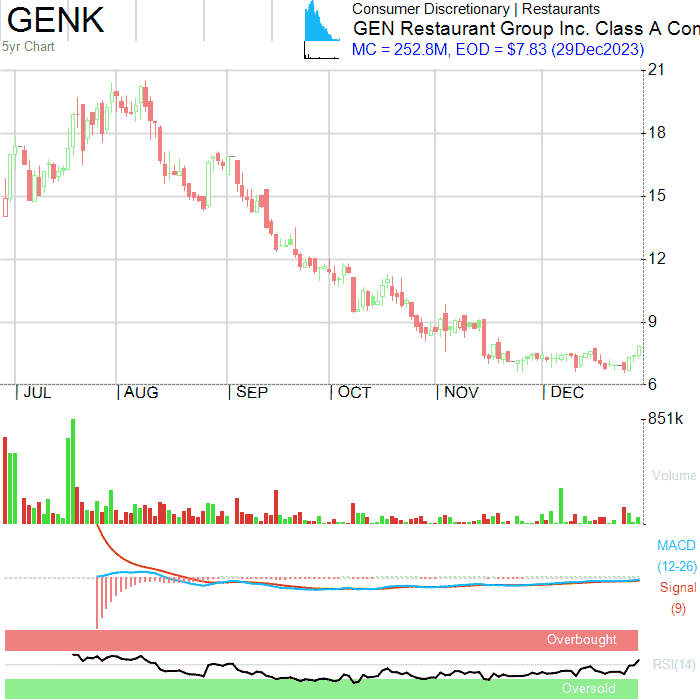 GENK
5yr Chart
Consumer Discretionary | Restaurants
GEN Restaurant Group Inc. Class A Con
MC = 252.8M, EOD = $7.83 (29Dec2023)
21
18
15
12
9
6
JUL AUG SEP OCT NOV DEC
851k
Volume
MACD
(12-26)
Signal
(9)
Overbought
RSI(14)
Oversold